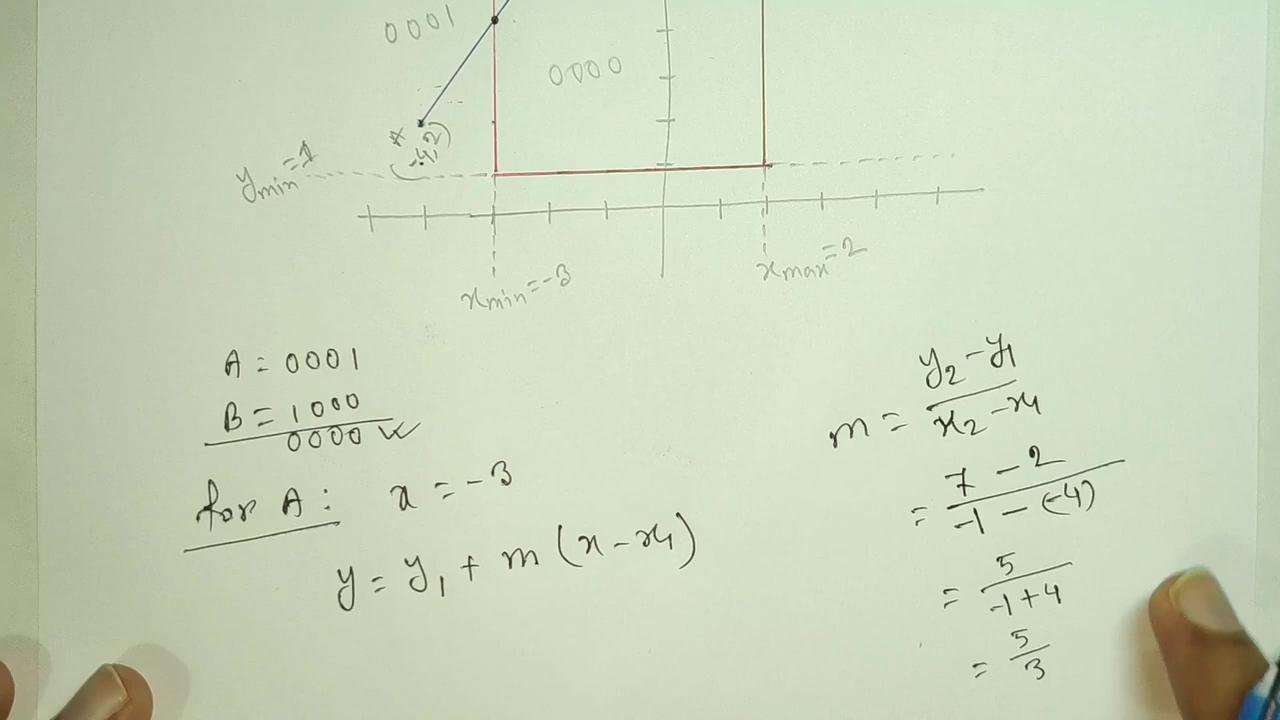 0001
0000
A
(-4,2)
ymin=1
xmin=-3
xmax=2
A = 0001
B = 1000
0000
for A: x = -3
y = y1 + m (x-x1)
m = y2-y1 / x2-x1
= 7-2 / -1-(-4)
= 5 / -1+4
= 5/3